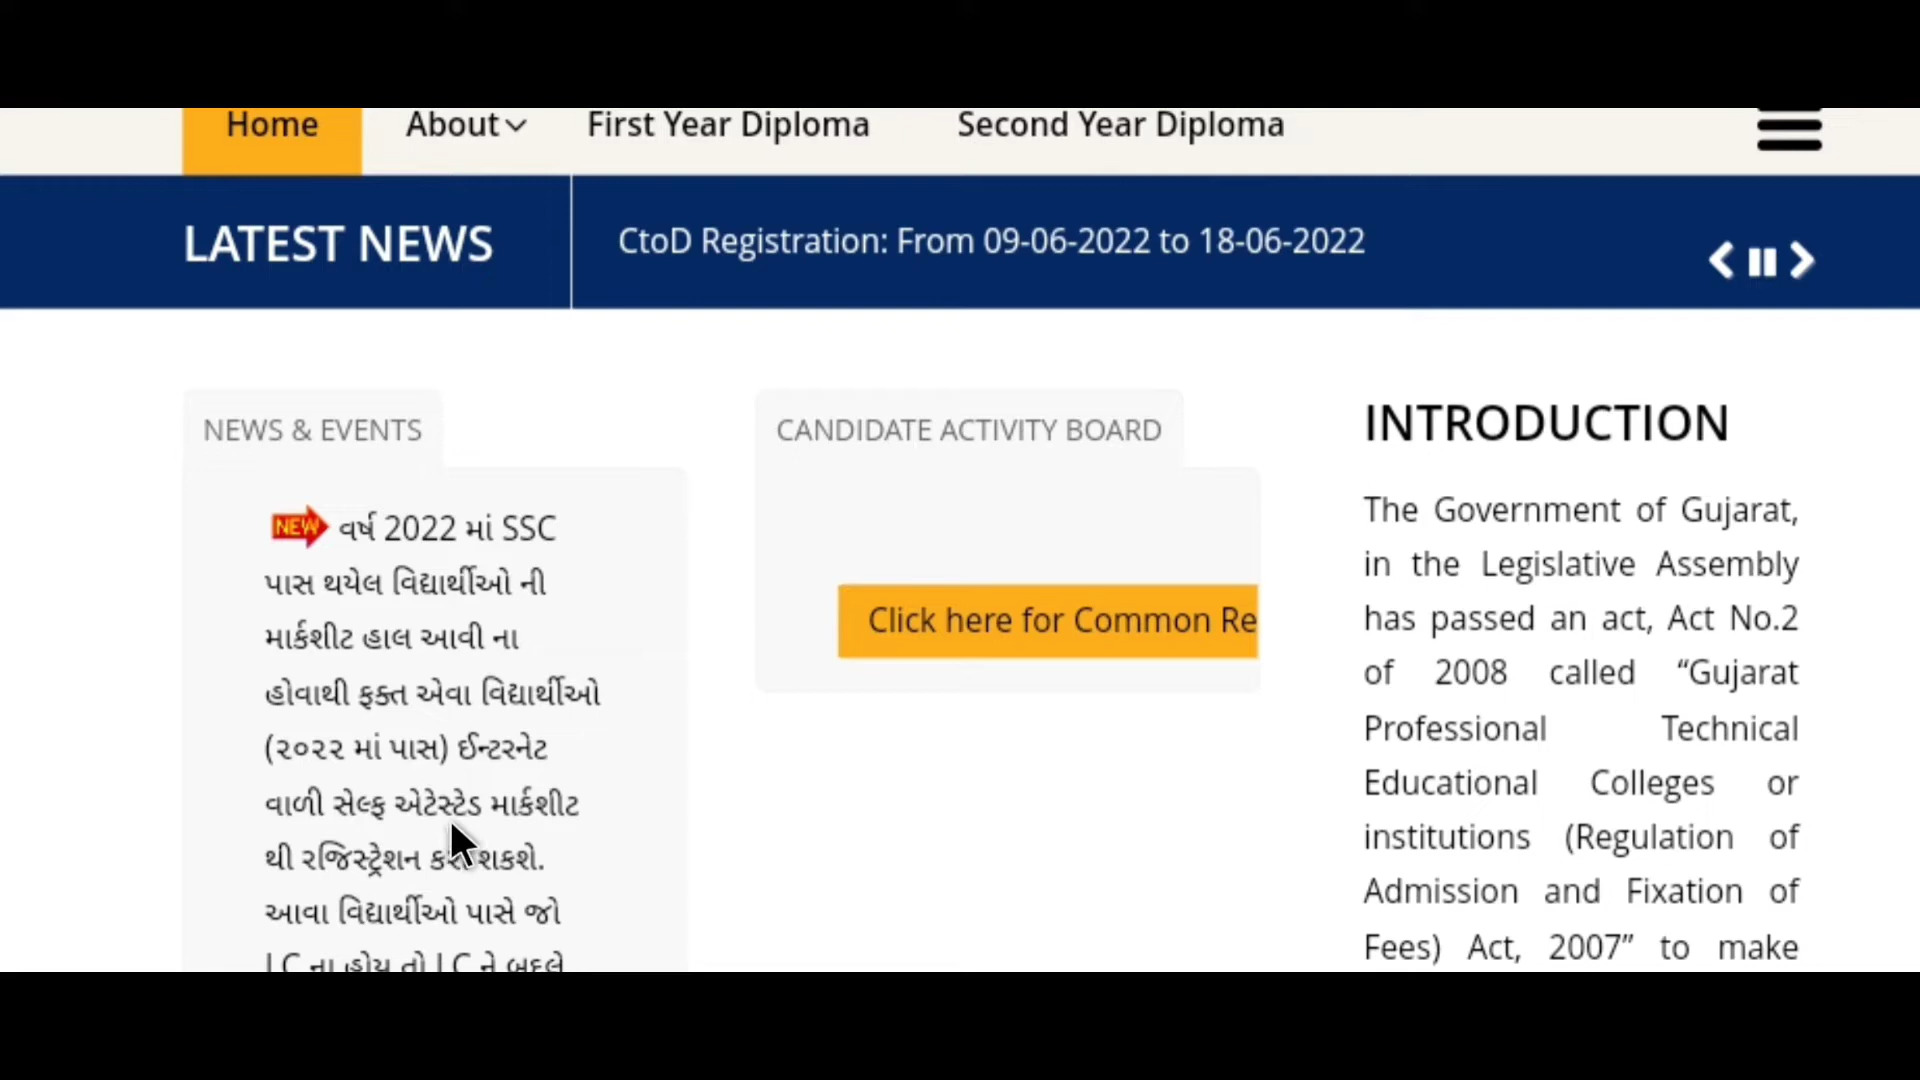 Home
About
First Year Diploma
Second Year Diploma
LATEST NEWS
CtoD Registration: From 09-06-2022 to 18-06-2022
NEWS & EVENTS
NEW વર્ષ 2022 માં SSC
પાસ થયેલ વિદ્યાર્થીઓ ની
માર્કશીટ હાલ આવી ના
હોવાથી ફક્ત એવા વિદ્યાર્થીઓ
(૨૦૨૨ માં પાસ) ઈન્ટરનેટ
વાળી સેલ્ફ એટેસ્ટેડ માર્કશીટ
થી રજિસ્ટ્રેશન શકશે.
આવા વિદ્યાર્થીઓ પાસે જો
LC ના હોય તો LC ને બદલે
CANDIDATE ACTIVITY BOARD
Click here for Common Re
INTRODUCTION
The Government of Gujarat,
in the Legislative Assembly
has passed an act, Act No.2
of 2008 called “Gujarat
Professional Technical
Educational Colleges or
institutions (Regulation of
Admission and Fixation of
Fees) Act, 2007” to make